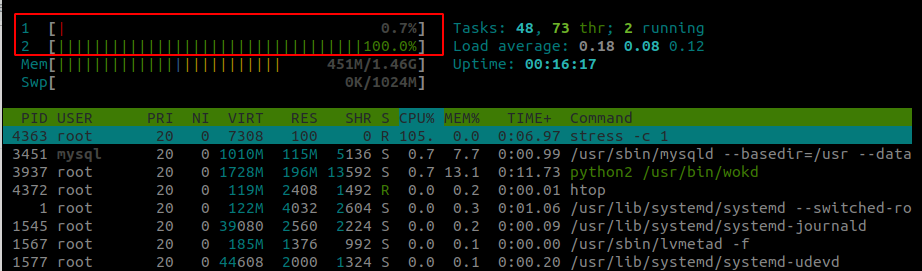 1 [| 0.7%] Tasks: 48, 73 thr; 2 running
2 [||||||||||||||||||||||||||||||||||100.0%] Load average: 0.18 0.08 0.12
Mem[||||||||||||||||||||||||| 451M/1.46G] Uptime: 00:16:17
Swp[ 0K/1024M]
PID USER PRI NI VIRT RES SHR S CPU% MEM% TIME+ Command
4363 root 20 0 7308 100 0 R 105. 0.0 0:06.97 stress -c 1
3451 mysql 20 0 1010M 115M 5136 S 0.7 7.7 0:00.99 /usr/sbin/mysqld --basedir=/usr --data
3937 root 20 0 1728M 196M 13592 S 0.7 13.1 0:11.73 python2 /usr/bin/wokd
4372 root 20 0 119M 2408 1492 R 0.0 0.2 0:00.01 htop
1 root 20 0 122M 4032 2604 S 0.0 0.3 0:01.06 /usr/lib/systemd/systemd --switched-ro
1545 root 20 0 39080 2560 2224 S 0.0 0.2 0:00.09 /usr/lib/systemd/systemd-journald
1567 root 20 0 185M 1376 992 S 0.0 0.1 0:00.00 /usr/sbin/lvmetad -f
1577 root 20 0 44608 2000 1324 S 0.0 0.1 0:00.20 /usr/lib/systemd/systemd-udevd